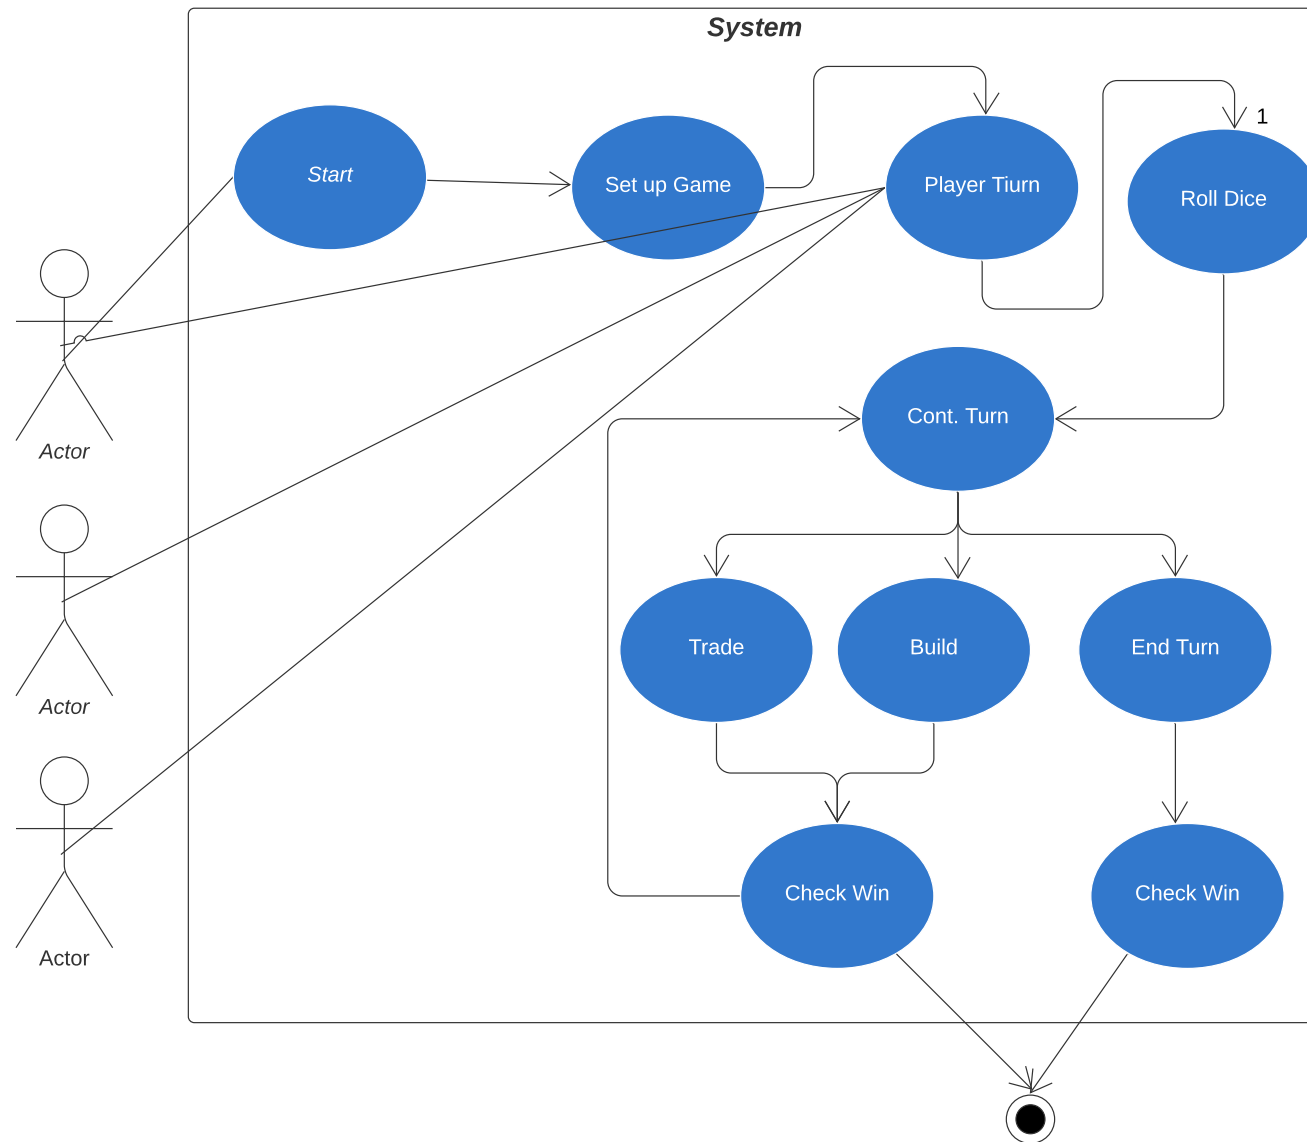 System
Start
Set up Game
Player Tiurn
1
Roll Dice
Actor
Cont. Turn
Actor
Trade
Build
End Turn
Check Win
Check Win
Actor